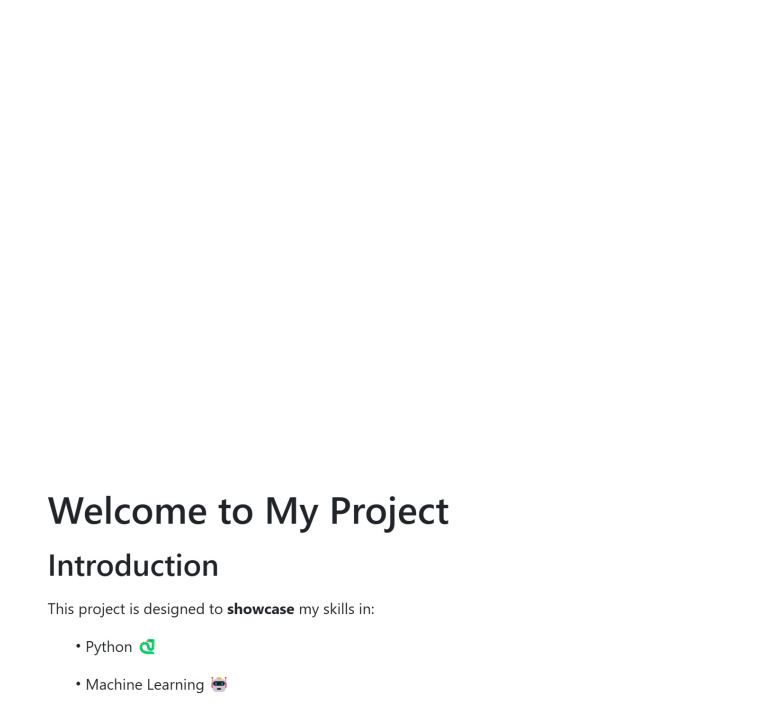 Welcome to My Project
Introduction
This project is designed to showcase my skills in:
• Python 🐍
• Machine Learning 🤖